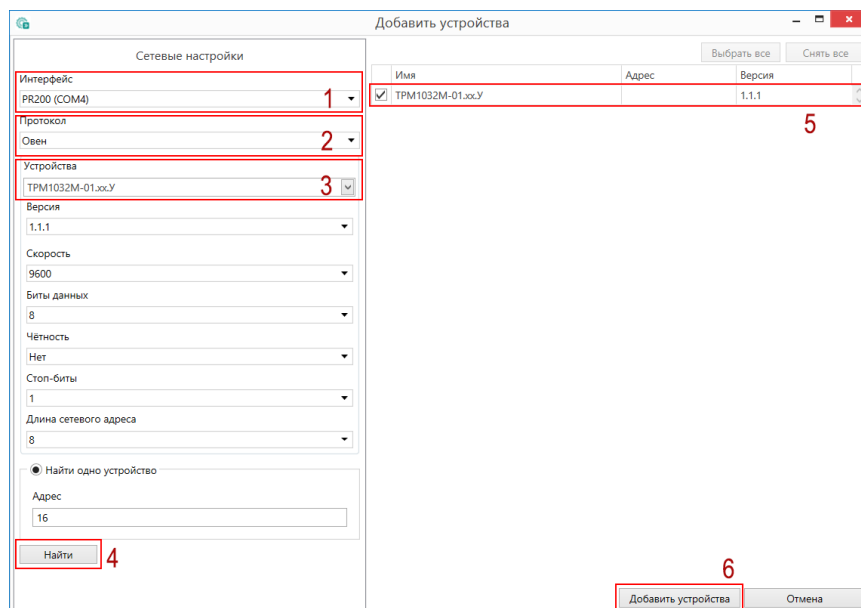 Добавить устройства
Сетевые настройки
Интерфейс
PR200 (COM4)
1
Протокол
Овен
2
Устройства
ТРМ1032М-01.хх.У
3
Версия
1.1.1
Скорость
9600
Биты данных
8
Чётность
Нет
Стоп-биты
1
Длина сетевого адреса
8
Найти одно устройство
Адрес
16
Найти
4
Выбрать все Снять все
Имя Адрес Версия
ТРМ1032М-01.хх.У 1.1.1
5
6
Добавить устройства Отмена